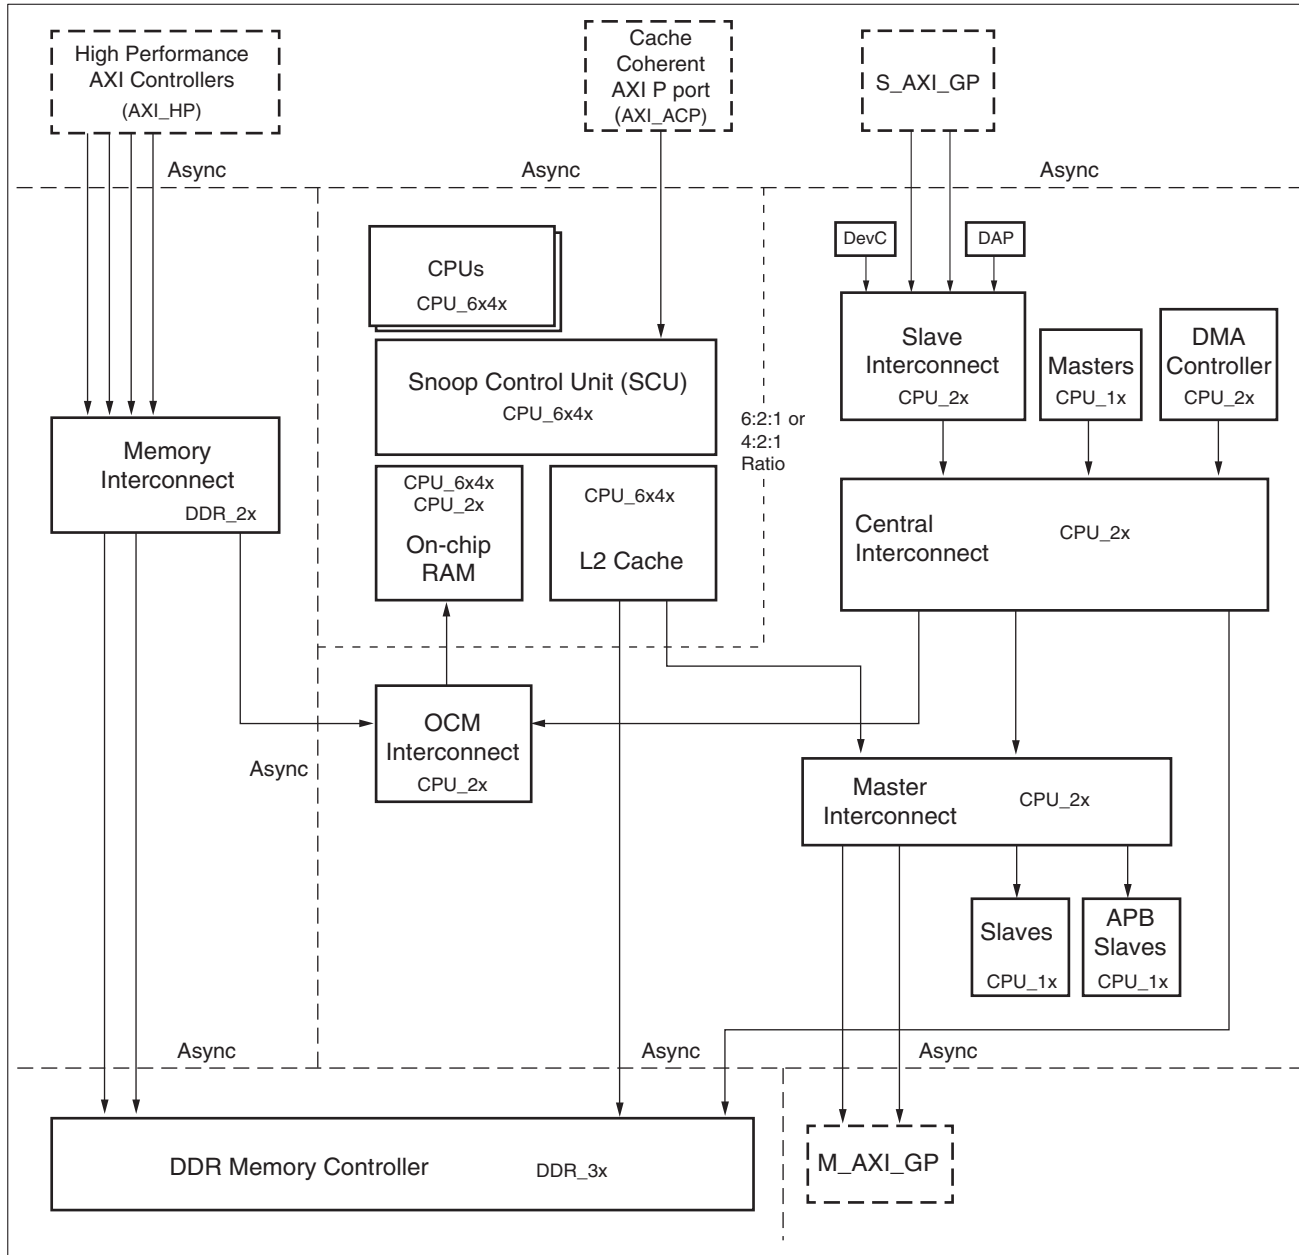 High Performance
AXI Controllers
(AXI_HP)
Cache
Coherent
AXI P port
(AXI_ACP)
S_AXI_GP
Async
Async
Async
DevC
DAP
CPUs
CPU_6x4x
Snoop Control Unit (SCU)
CPU_6x4x
Slave
Interconnect
CPU_2x
Masters
CPU_1x
DMA
Controller
CPU_2x
6:2:1 or
4:2:1
Ratio
Memory
Interconnect
DDR_2x
CPU_6x4x
CPU_2x
On-chip
RAM
CPU_6x4x
L2 Cache
Central
Interconnect
CPU_2x
OCM
Interconnect
CPU_2x
Async
Master
Interconnect
CPU_2x
Slaves
CPU_1x
APB
Slaves
CPU_1x
Async
Async
Async
DDR Memory Controller
DDR_3x
M_AXI_GP